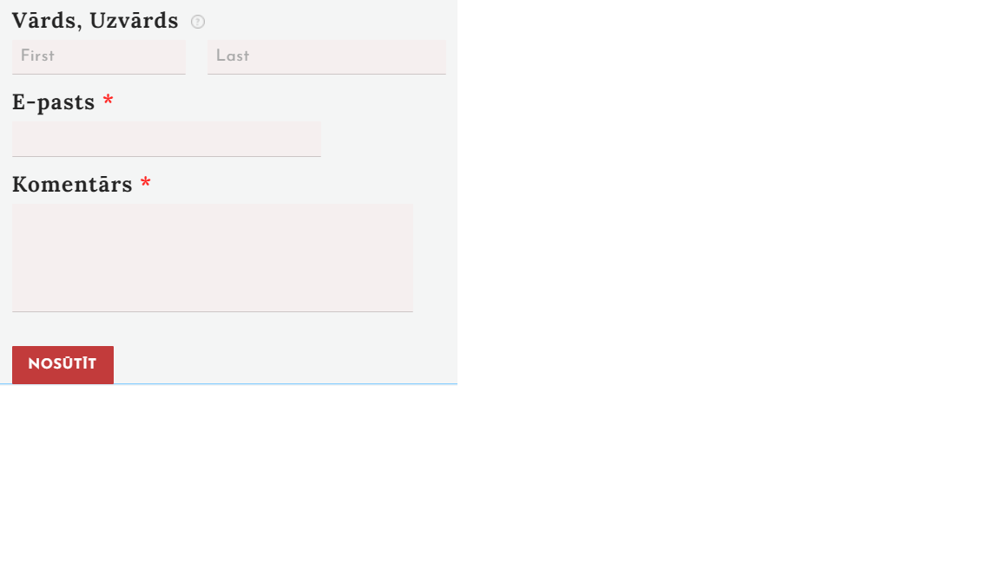 Vārds, Uzvārds ?
First Last
E-pasts *
Komentārs *
NOSŪTĪT